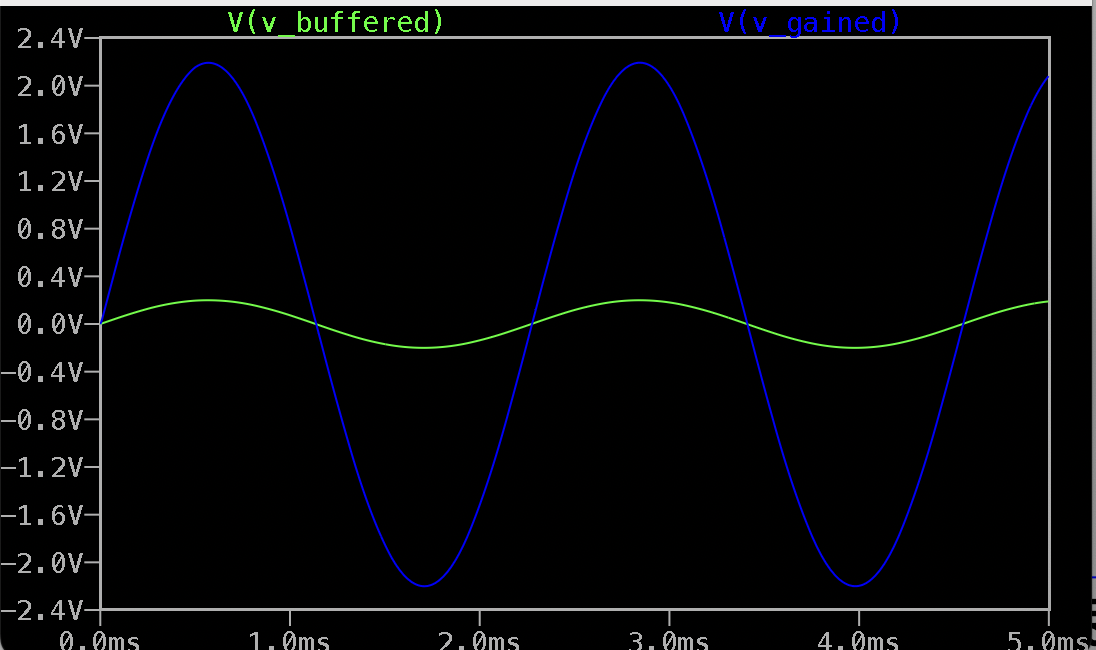 V(v_buffered) V(v_gained)
2.4V
2.0V
1.6V
1.2V
0.8V
0.4V
0.0V
−0.4V
−0.8V
−1.2V
−1.6V
−2.0V
−2.4V
0.0ms 1.0ms 2.0ms 3.0ms 4.0ms 5.0ms